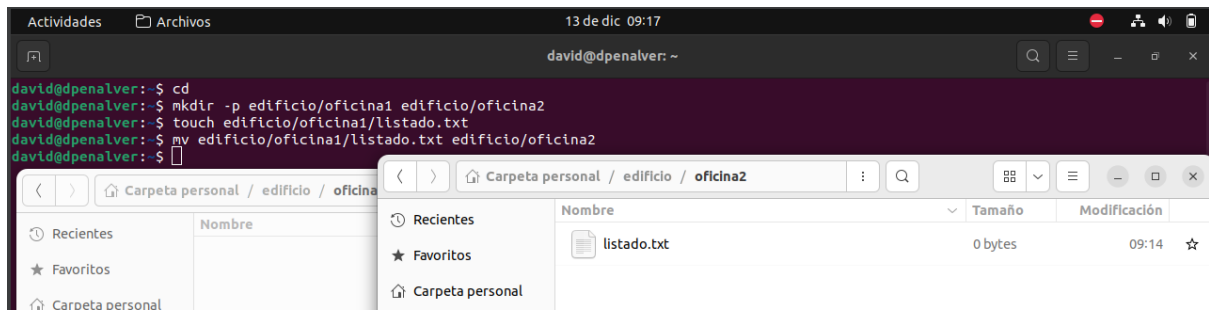 Actividades Archivos 13 de dic 09:17
david@dpenalver: ~
david@dpenalver:~$ cd
david@dpenalver:~$ mkdir -p edificio/oficina1 edificio/oficina2
david@dpenalver:~$ touch edificio/oficina1/listado.txt
david@dpenalver:~$ mv edificio/oficina1/listado.txt edificio/oficina2
david@dpenalver:~$
Carpeta personal / edificio / oficina
Nombre
Recientes
Favoritos
Carpeta personal
Carpeta personal / edificio / oficina2
Nombre Tamaño Modificación
Recientes
listado.txt 0 bytes 09:14
Favoritos
Carpeta personal